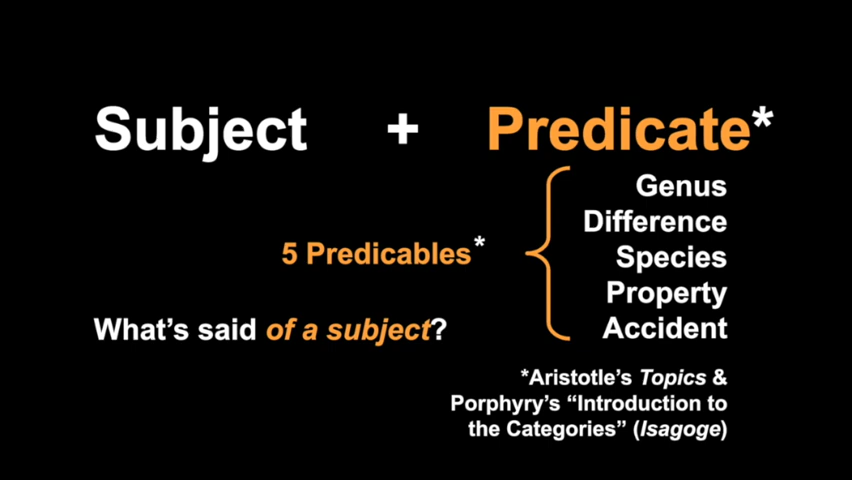 Subject + Predicate*
Genus
Difference
5 Predicables*
Species
Property
What's said of a subject?
Accident
*Aristotle's Topics &
Porphyry's “Introduction to
the Categories” (Isagoge)